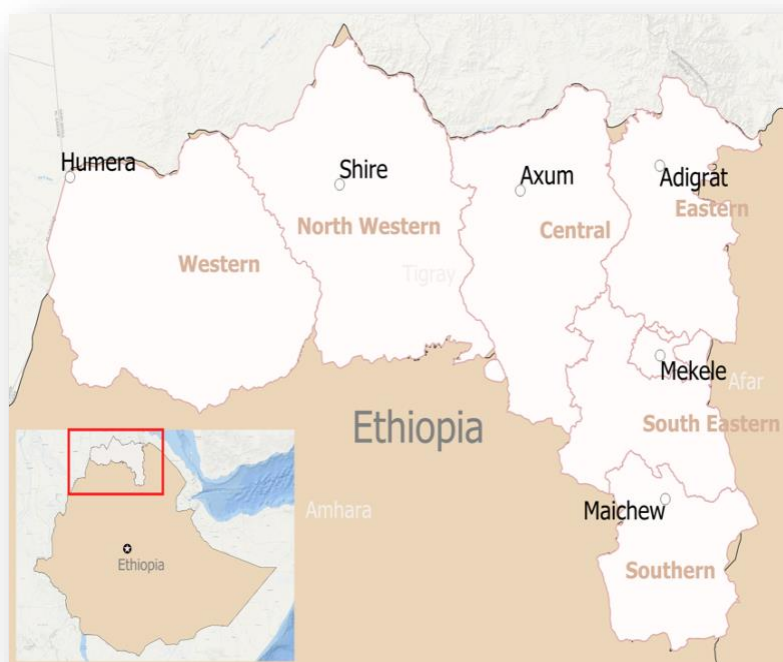 Humera
Shire
Axum
Adigrat
Eastern
North Western
Central
Western
Tigray
Mekele
Afar
South Eastern
Ethiopia
Maichew
Amhara
Southern
Ethiopia